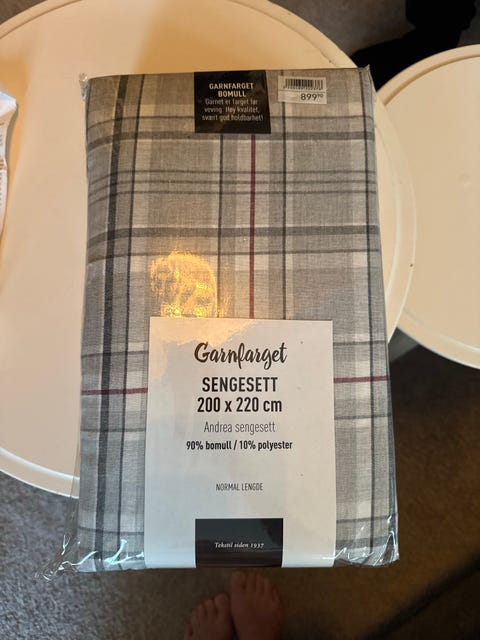 GARNFARGET
BOMULL
Garnet er farget før
veving. Høy kvalitet,
svært god holdbarhet!
899⁹⁰
Garnfarget
SENGESETT
200 x 220 cm
Andrea sengesett
90% bomull / 10% polyester
NORMAL LENGDE
Tekstil siden 1937